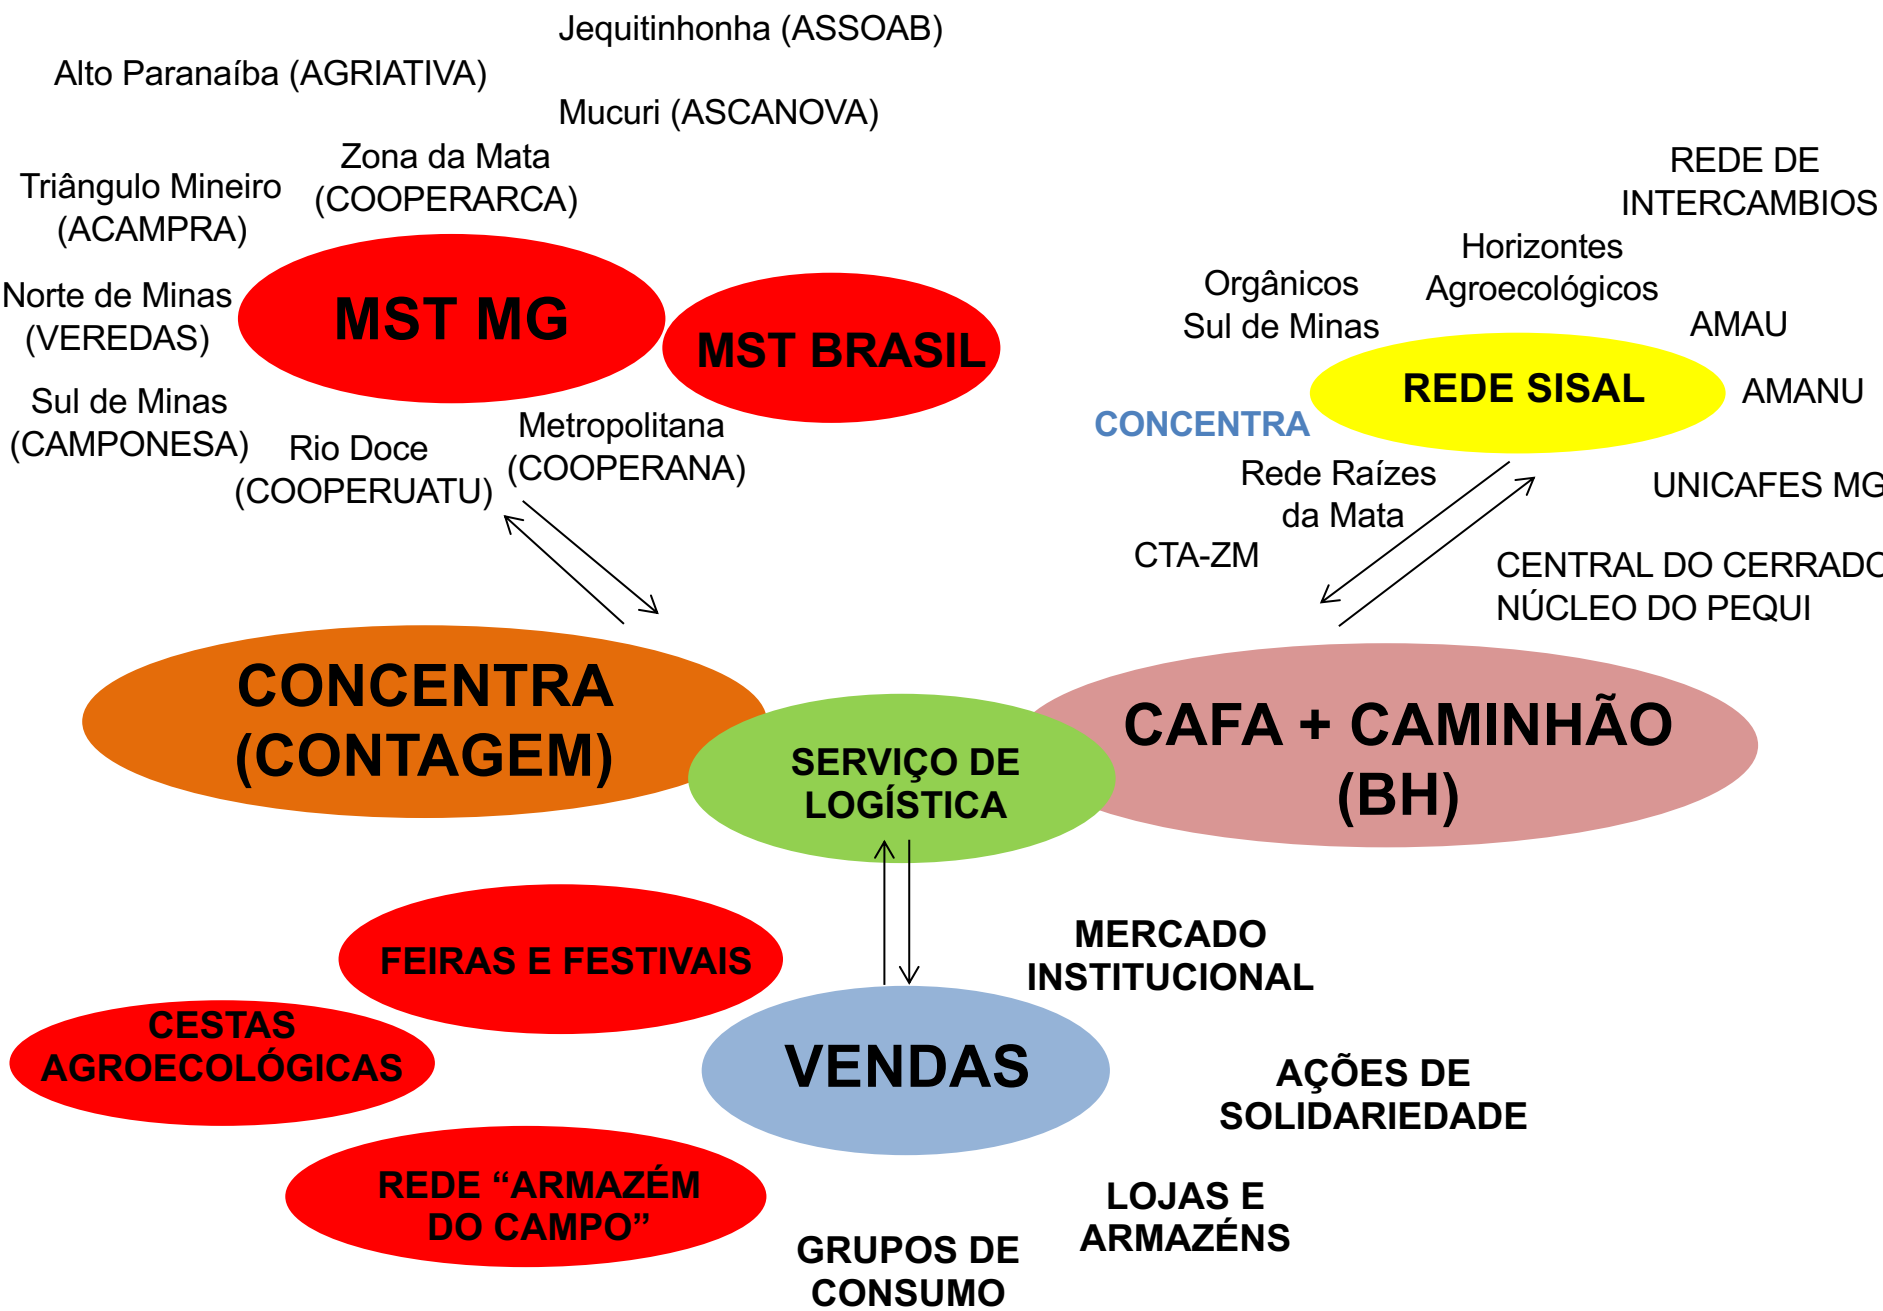 Jequitinhonha (ASSOAB)
Alto Paranaíba (AGRIATIVA)
Mucuri (ASCANOVA)
Zona da Mata
(COOPERARCA)
Triângulo Mineiro
(ACAMPRA)
Norte de Minas
(VEREDAS)
MST MG
MST BRASIL
Sul de Minas
(CAMPONESA)
Rio Doce
(COOPERUATU)
Metropolitana
(COOPERANA)
REDE DE
INTERCAMBIOS
Horizontes
Agroecológicos
Orgânicos
Sul de Minas
AMAU
REDE SISAL
AMANU
CONCENTRA
Rede Raízes
da Mata
UNICAFES MG
CTA-ZM
CENTRAL DO CERRADO
NÚCLEO DO PEQUI
CONCENTRA
(CONTAGEM)
SERVIÇO DE
LOGÍSTICA
CAFA + CAMINHÃO
(BH)
FEIRAS E FESTIVAIS
MERCADO
INSTITUCIONAL
CESTAS
AGROECOLÓGICAS
VENDAS
AÇÕES DE
SOLIDARIEDADE
REDE “ARMAZÉM
DO CAMPO”
LOJAS E
ARMAZÉNS
GRUPOS DE
CONSUMO